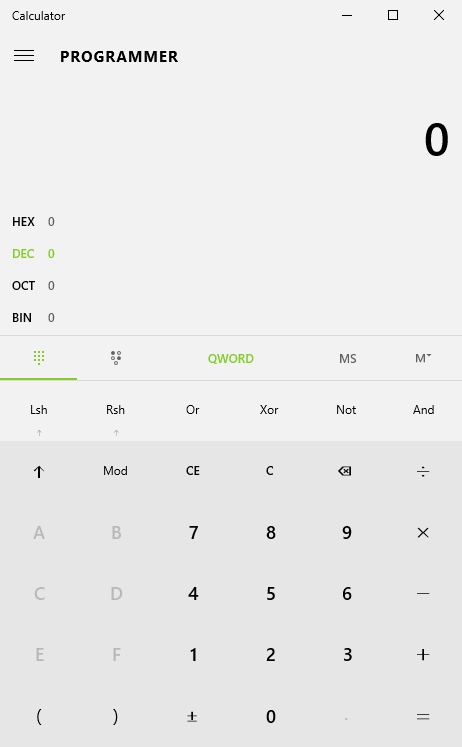 Calculator
PROGRAMMER
0
HEX 0
DEC 0
OCT 0
BIN 0
QWORD MS M
Lsh Rsh Or Xor Not And
↑ ↑
↑ Mod CE C ÷
A B 7 8 9 ×
C D 4 5 6 −
E F 1 2 3 +
( ) ± 0 . =